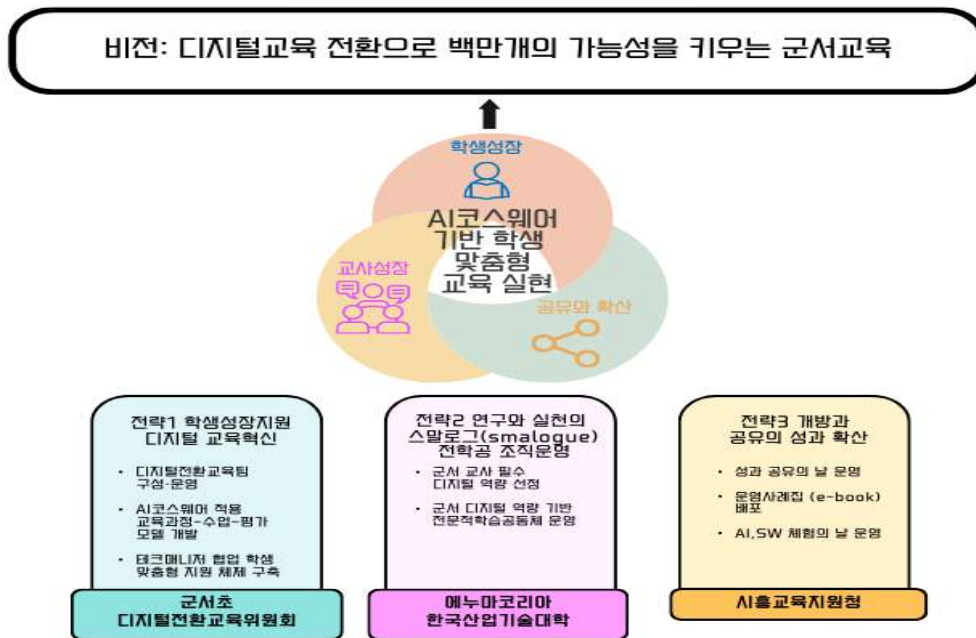 비전: 디지털교육 전환으로 백만개의 가능성을 키우는 군서교육
학생성장
AI코스웨어
기반 학생
맞춤형
교육 실현
교사성장
공유와 확산
전략1 학생성장지원
디지털 교육혁신
• 디지털전환교육팀
구성·운영
• AI코스웨어 적용
교육과정-수업-평가
모델 개발
• 테크매니저 협업 학생
맞춤형 지원 체제 구축
군서초
디지털전환교육위원회
전략2 연구와 실천의
스말로그(smalogue)
전학공 조직운영
• 군서 교사 필수
디지털 역량 선정
• 군서 디지털 역량 기반
전문적학습공동체 운영
에누마코리아
한국산업기술대학
전략3 개발과
공유의 성과 확산
• 성과 공유의 날 운영
• 운영사례집 (e-book)
배포
• AI,SW 체험의 날 운영
시흥교육지원청